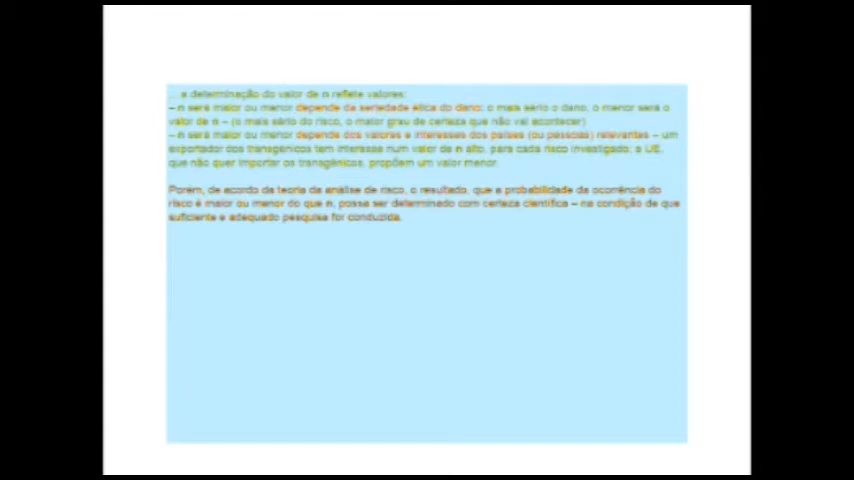 ... a determinação do valor de n reflete valores:
– n será maior ou menor depende da seriedade ética do dano: o mais sério o dano, o menor será o
valor de n – (o mais sério do risco, o maior grau de certeza que não vai acontecer)
– n será maior ou menor depende dos valores e interesses dos países (ou pessoas) relevantes – um
exportador dos transgênicos tem interesse num valor de n alto, para cada risco investigado; a UE,
que não quer importar os transgênicos, propõem um valor menor.
Porém, de acordo da teoria da análise de risco, o resultado, que a probabilidade da ocorrência do
risco é maior ou menor do que n, possa ser determinado com certeza científica – na condição de que
suficiente e adequado pesquisa for conduzida.